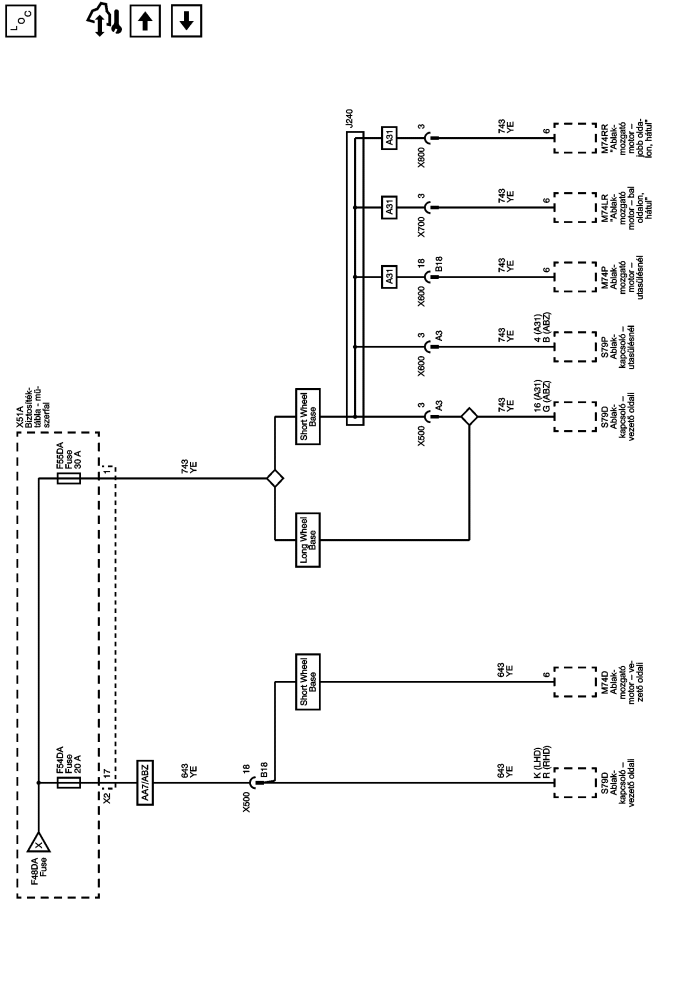 LOC
J240
A31
3
X800
743
YE
6
M74RR
"Ablak-
mozgató
motor –
jobb olda-
lon, hátul"
A31
3
X700
743
YE
6
M74LR
"Ablak-
mozgató
motor – bal
oldalon,
hátul"
A31
18
B18
X600
743
YE
6
M74P
Ablak-
mozgató
motor –
utasülésnél
3
A3
X600
743
YE
4 (A31)
B (ABZ)
S79P
Ablak-
kapcsoló –
utasülésnél
Short Wheel
Base
3
A3
X500
743
YE
16 (A31)
G (ABZ)
S79D
Ablak-
kapcsoló –
vezető oldali
X51A
Biztosíték-
tábla - mű-
szerfal
F55DA
Fuse
30 A
1
743
YE
Long Wheel
Base
Short Wheel
Base
643
YE
6
M74D
Ablak-
mozgató
motor – ve-
zető oldali
F54DA
Fuse
20 A
17
X2
AA7/ABZ
643
YE
18
B18
X500
643
YE
K (LHD)
R (RHD)
S79D
Ablak-
kapcsoló –
vezető oldali
X
F48DA
Fuse